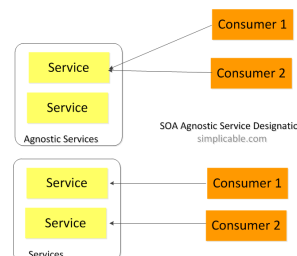 Consumer 1
Service
Consumer 2
Service
SOA Agnostic Service Designatio
simplicable.com
Agnostic Services
Service
Consumer 1
Service
Consumer 2
Services